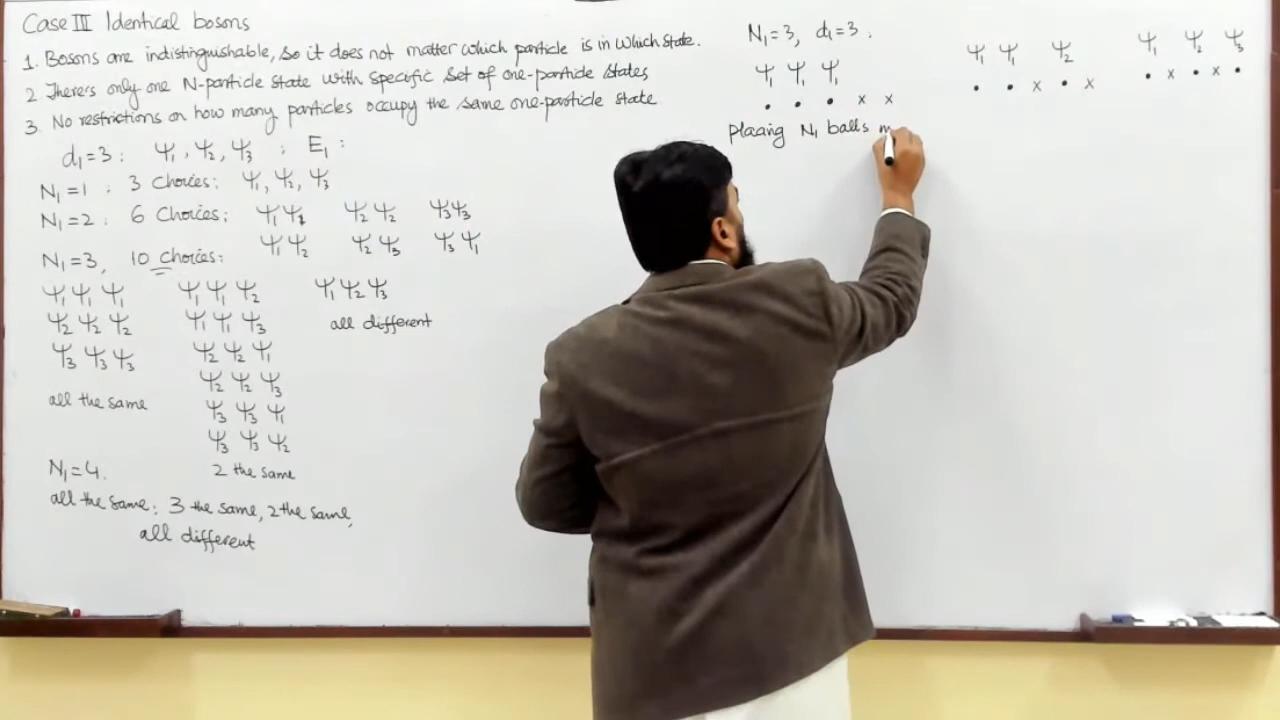 Case III Identical bosons
1. Bosons are indistinguishable, so it does not matter which particle is in which state.
2 There's only one N-particle state with specific set of one-particle states
3. No restrictions on how many particles occupy the same one-particle state
d₁=3 : Ψ₁, Ψ₂, Ψ₃ ; E₁ :
N₁=1 : 3 Choices: Ψ₁, Ψ₂, Ψ₃
N₁=2 : 6 Choices: Ψ₁Ψ₁ Ψ₂Ψ₂ Ψ₃Ψ₃
Ψ₁Ψ₂ Ψ₂Ψ₃ Ψ₃Ψ₁
N₁=3, 10 Choices:
Ψ₁Ψ₁Ψ₁ Ψ₁Ψ₁Ψ₂ Ψ₁Ψ₂Ψ₃
Ψ₂Ψ₂Ψ₂ Ψ₁Ψ₁Ψ₃ all different
Ψ₃Ψ₃Ψ₃ Ψ₂Ψ₂Ψ₁
Ψ₂Ψ₂Ψ₃
all the same Ψ₃Ψ₃Ψ₁
Ψ₃Ψ₃Ψ₂
N₁=4. 2 the same
all the same; 3 the same, 2 the same,
all different
N₁=3, d₁=3.
Ψ₁ Ψ₁ Ψ₁
• • • x x
Placing N₁ balls
Ψ₁ Ψ₁ Ψ₂
• • x • x
Ψ₁ Ψ₂ Ψ₃
• x • x •